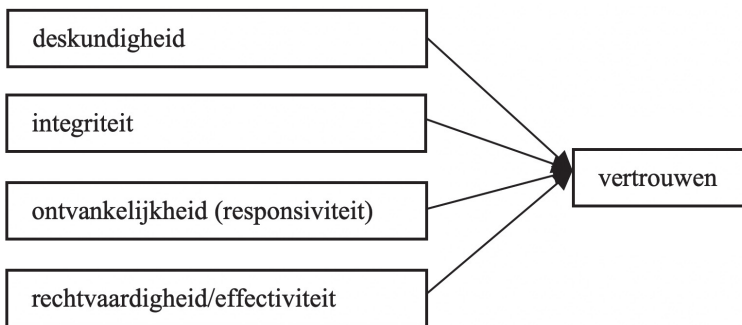 deskundigheid
integriteit
ontvankelijkheid (responsiviteit)
rechtvaardigheid/effectiviteit
vertrouwen